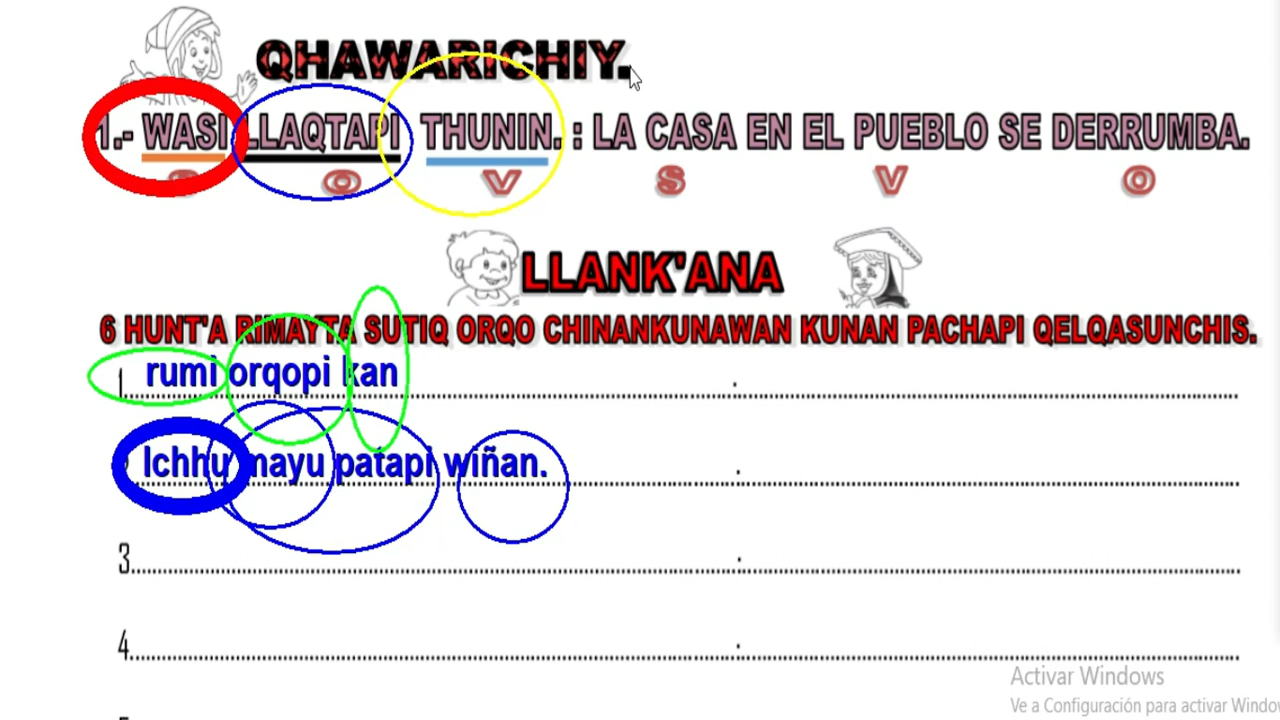 QHAWARICHIY.
1.- WASI LLAQTAPI THUNIN. : LA CASA EN EL PUEBLO SE DERRUMBA.
O V S V O
LLANK'ANA
6 HUNT'A RIMAYTA SUTIQ ORQO CHINANKUNAWAN KUNAN PACHAPI QELQASUNCHIS.
1 rumi orqopi kan
Ichhu mayu patapi wiñan.
3
4
Activar Windows
Ve a Configuración para activar Window